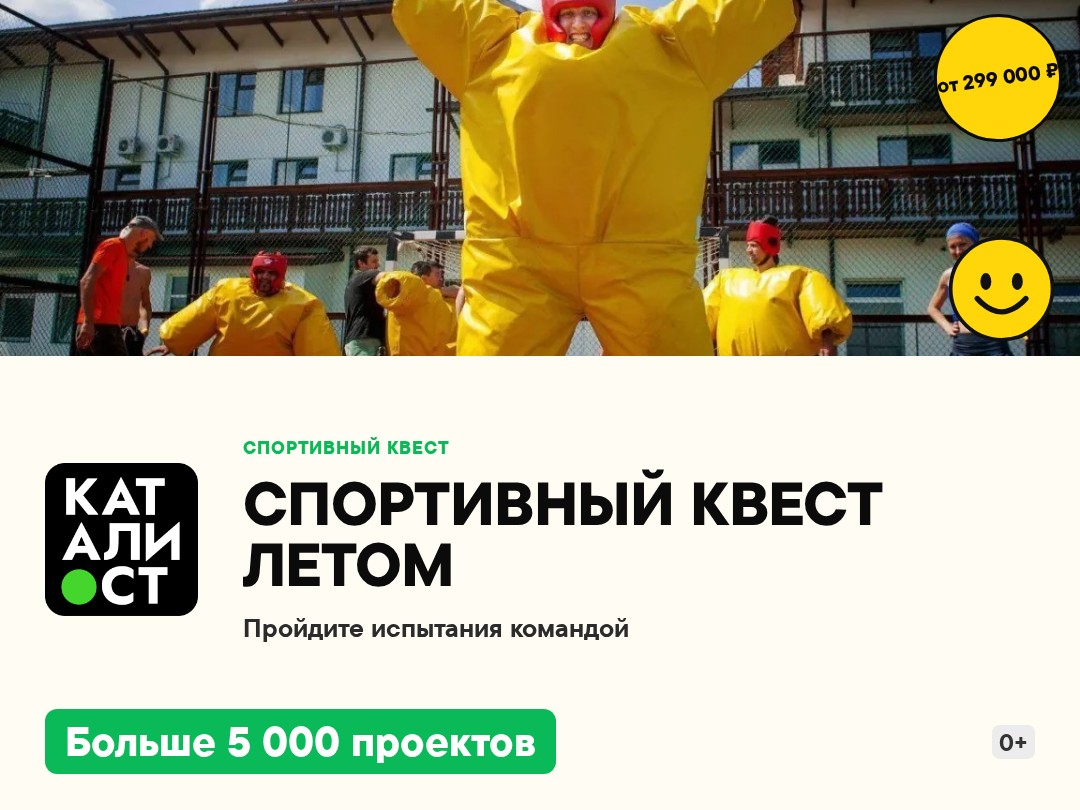 от 299 000 ₽
СПОРТИВНЫЙ КВЕСТ
КАТ
АЛИ
СТ
СПОРТИВНЫЙ КВЕСТ
ЛЕТОМ
Пройдите испытания командой
Больше 5 000 проектов
0+